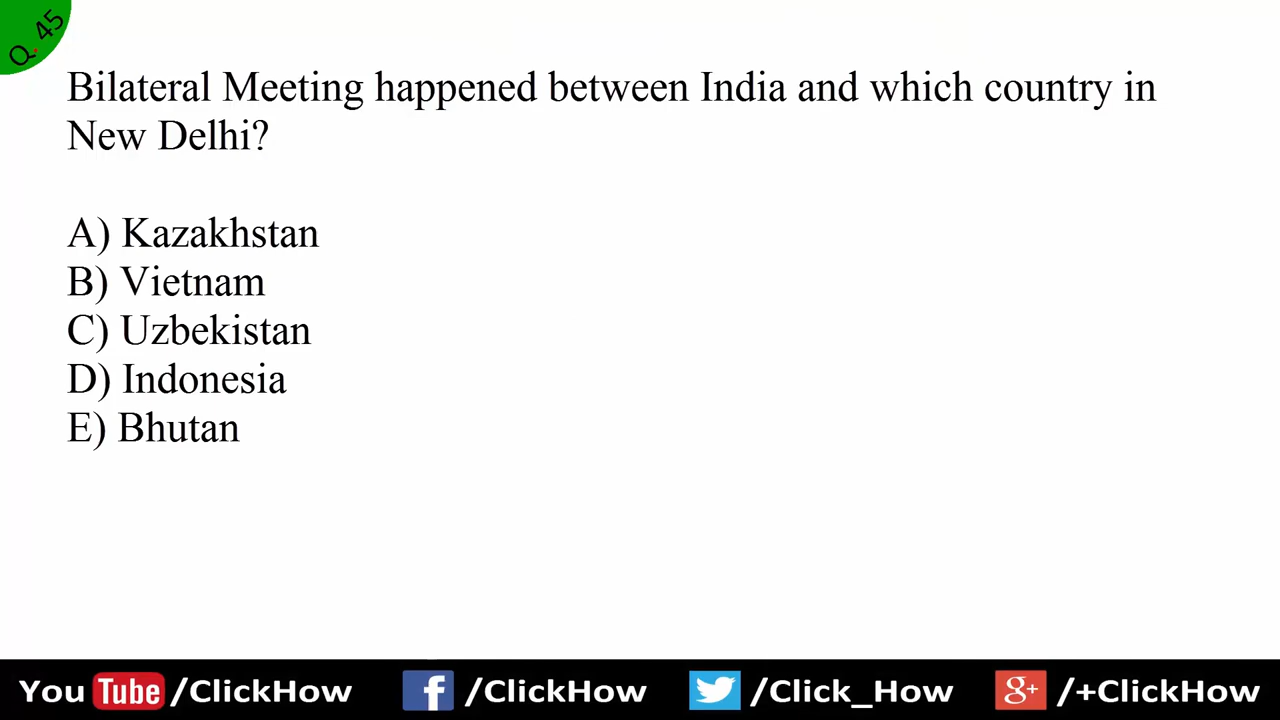 Q. 45
Bilateral Meeting happened between India and which country in
New Delhi?
A) Kazakhstan
B) Vietnam
C) Uzbekistan
D) Indonesia
E) Bhutan
You Tube /ClickHow f /ClickHow /Click_How g+ /+ClickHow